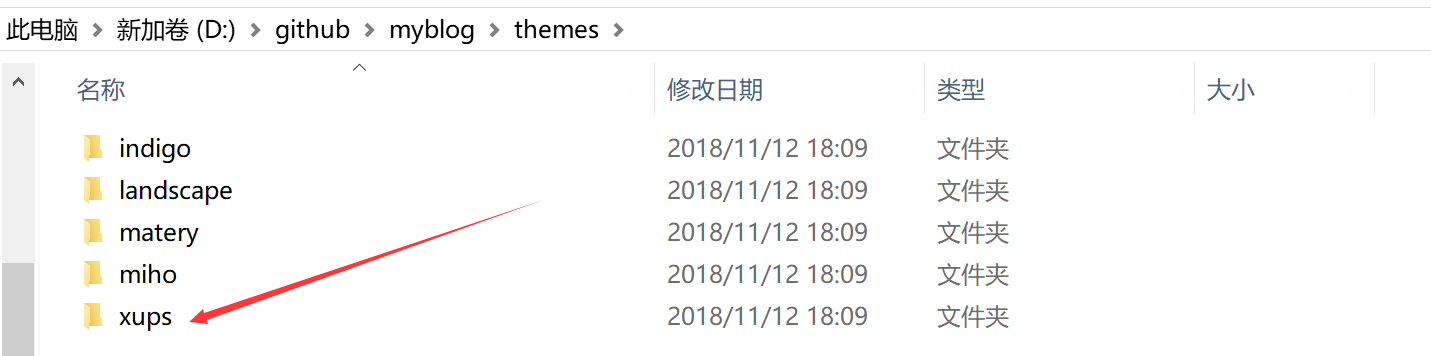 此电脑 > 新加卷 (D:) > github > myblog > themes >
名称 修改日期 类型 大小
indigo 2018/11/12 18:09 文件夹
landscape 2018/11/12 18:09 文件夹
matery 2018/11/12 18:09 文件夹
miho 2018/11/12 18:09 文件夹
xups 2018/11/12 18:09 文件夹